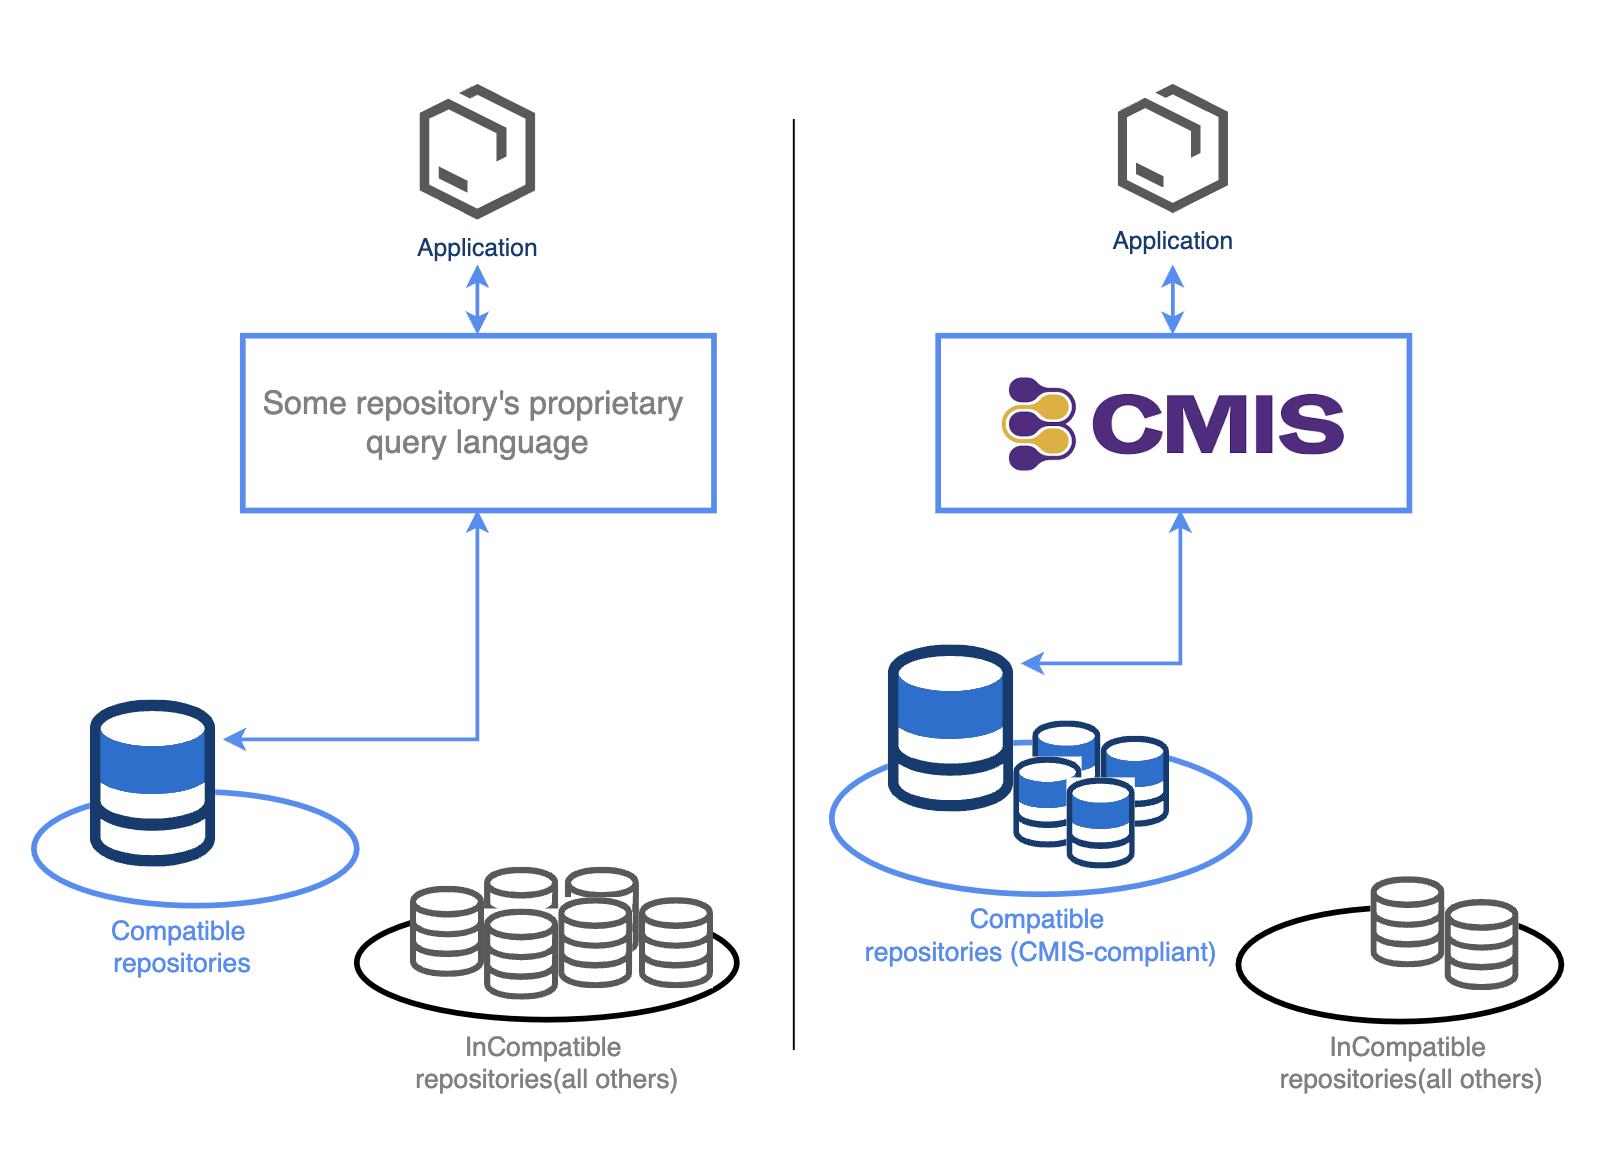 Application
Some repository's proprietary
query language
Compatible
repositories
InCompatible
repositories(all others)
Application
CMIS
Compatible
repositories (CMIS-compliant)
InCompatible
repositories(all others)